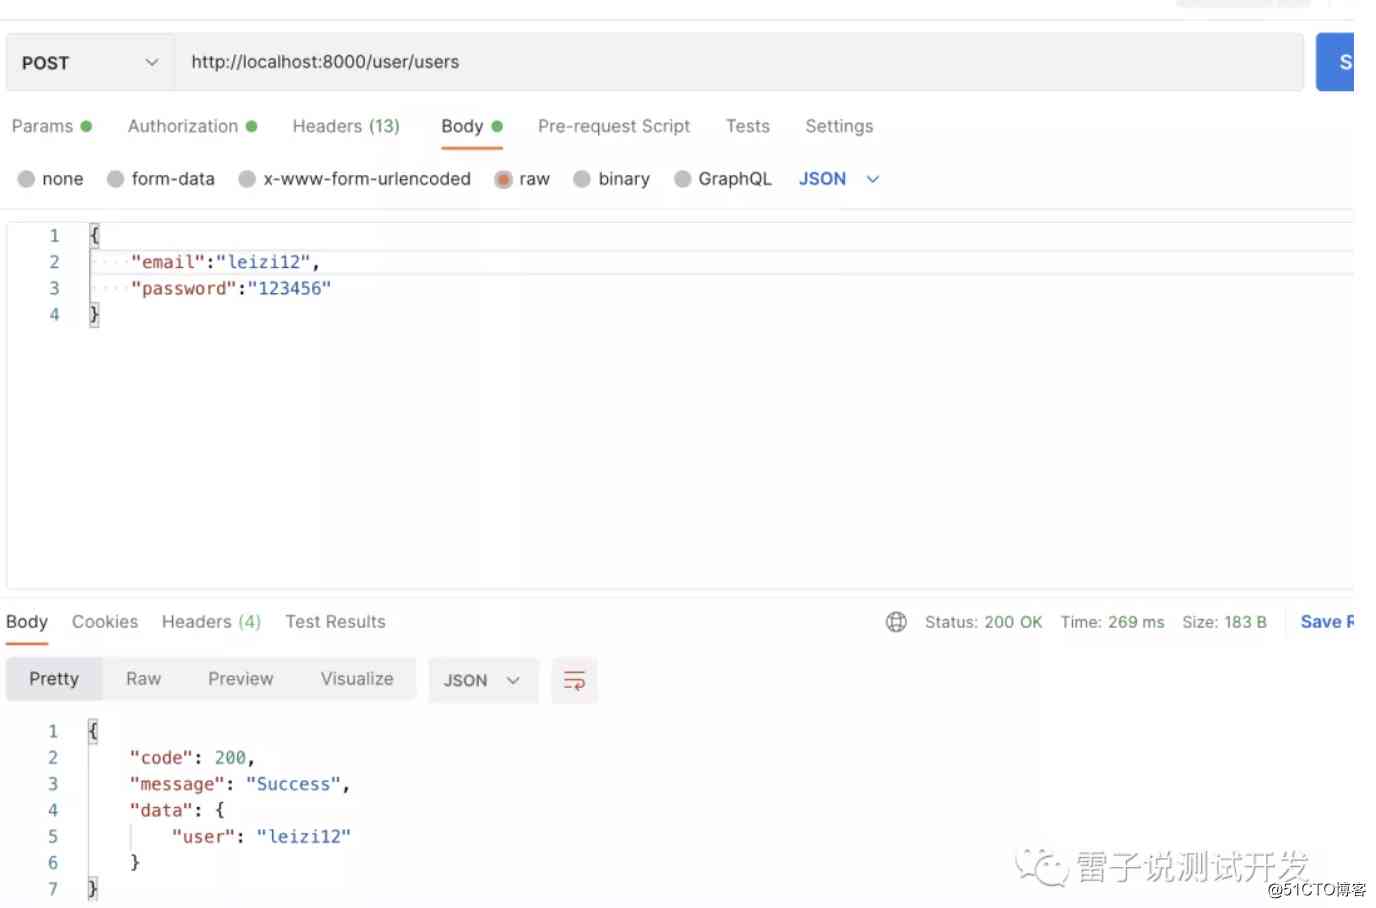 POST http://localhost:8000/user/users S
Params Authorization Headers (13) Body Pre-request Script Tests Settings
none form-data x-www-form-urlencoded raw binary GraphQL JSON
1 {
2 "email":"leizi12",
3 "password":"123456"
4 }
Body Cookies Headers (4) Test Results Status: 200 OK Time: 269 ms Size: 183 B Save R
Pretty Raw Preview Visualize JSON
1 {
2 "code": 200,
3 "message": "Success",
4 "data": {
5 "user": "leizi12"
6 }
7 }
雷子说测试开发
@51CTO博客